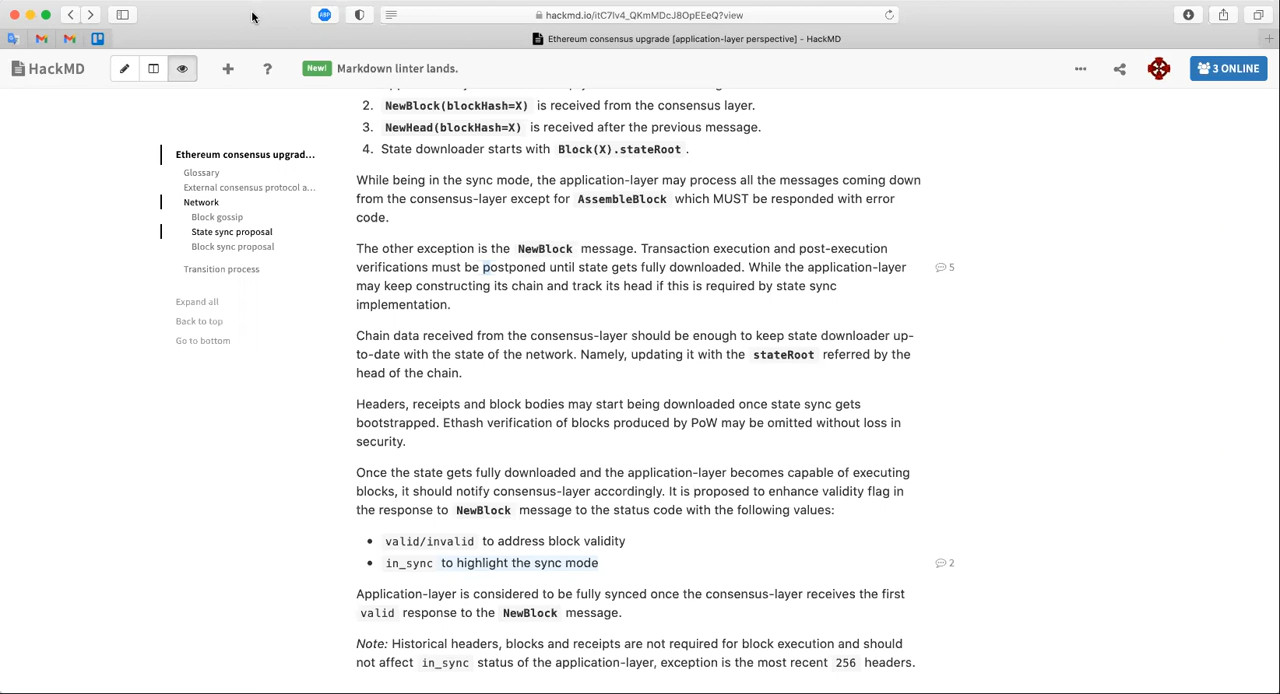 hackmd.io/itC7lv4_QKmMDcJ8OpEEeQ?view
Ethereum consensus upgrade [application-layer perspective] - HackMD
HackMD
New! Markdown linter lands.
3 ONLINE
Ethereum consensus upgrad...
Glossary
External consensus protocol a...
Network
Block gossip
State sync proposal
Block sync proposal
Transition process
Expand all
Back to top
Go to bottom
2. NewBlock(blockHash=X) is received from the consensus layer.
3. NewHead(blockHash=X) is received after the previous message.
4. State downloader starts with Block(X).stateRoot .
While being in the sync mode, the application-layer may process all the messages coming down
from the consensus-layer except for AssembleBlock which MUST be responded with error
code.
The other exception is the NewBlock message. Transaction execution and post-execution
verifications must be postponed until state gets fully downloaded. While the application-layer
5
may keep constructing its chain and track its head if this is required by state sync
implementation.
Chain data received from the consensus-layer should be enough to keep state downloader up-
to-date with the state of the network. Namely, updating it with the stateRoot referred by the
head of the chain.
Headers, receipts and block bodies may start being downloaded once state sync gets
bootstrapped. Ethash verification of blocks produced by PoW may be omitted without loss in
security.
Once the state gets fully downloaded and the application-layer becomes capable of executing
blocks, it should notify consensus-layer accordingly. It is proposed to enhance validity flag in
the response to NewBlock message to the status code with the following values:
• valid/invalid to address block validity
• in_sync to highlight the sync mode
2
Application-layer is considered to be fully synced once the consensus-layer receives the first
valid response to the NewBlock message.
Note: Historical headers, blocks and receipts are not required for block execution and should
not affect in_sync status of the application-layer, exception is the most recent 256 headers.